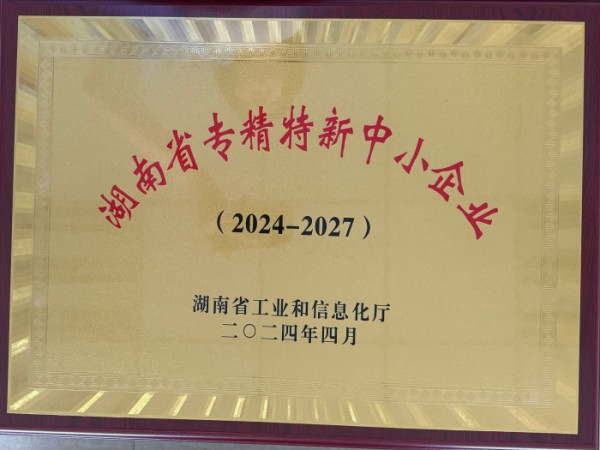 湖南省专精特新中小企业
（2024-2027）
湖南省工业和信息化厅
二〇二四年四月